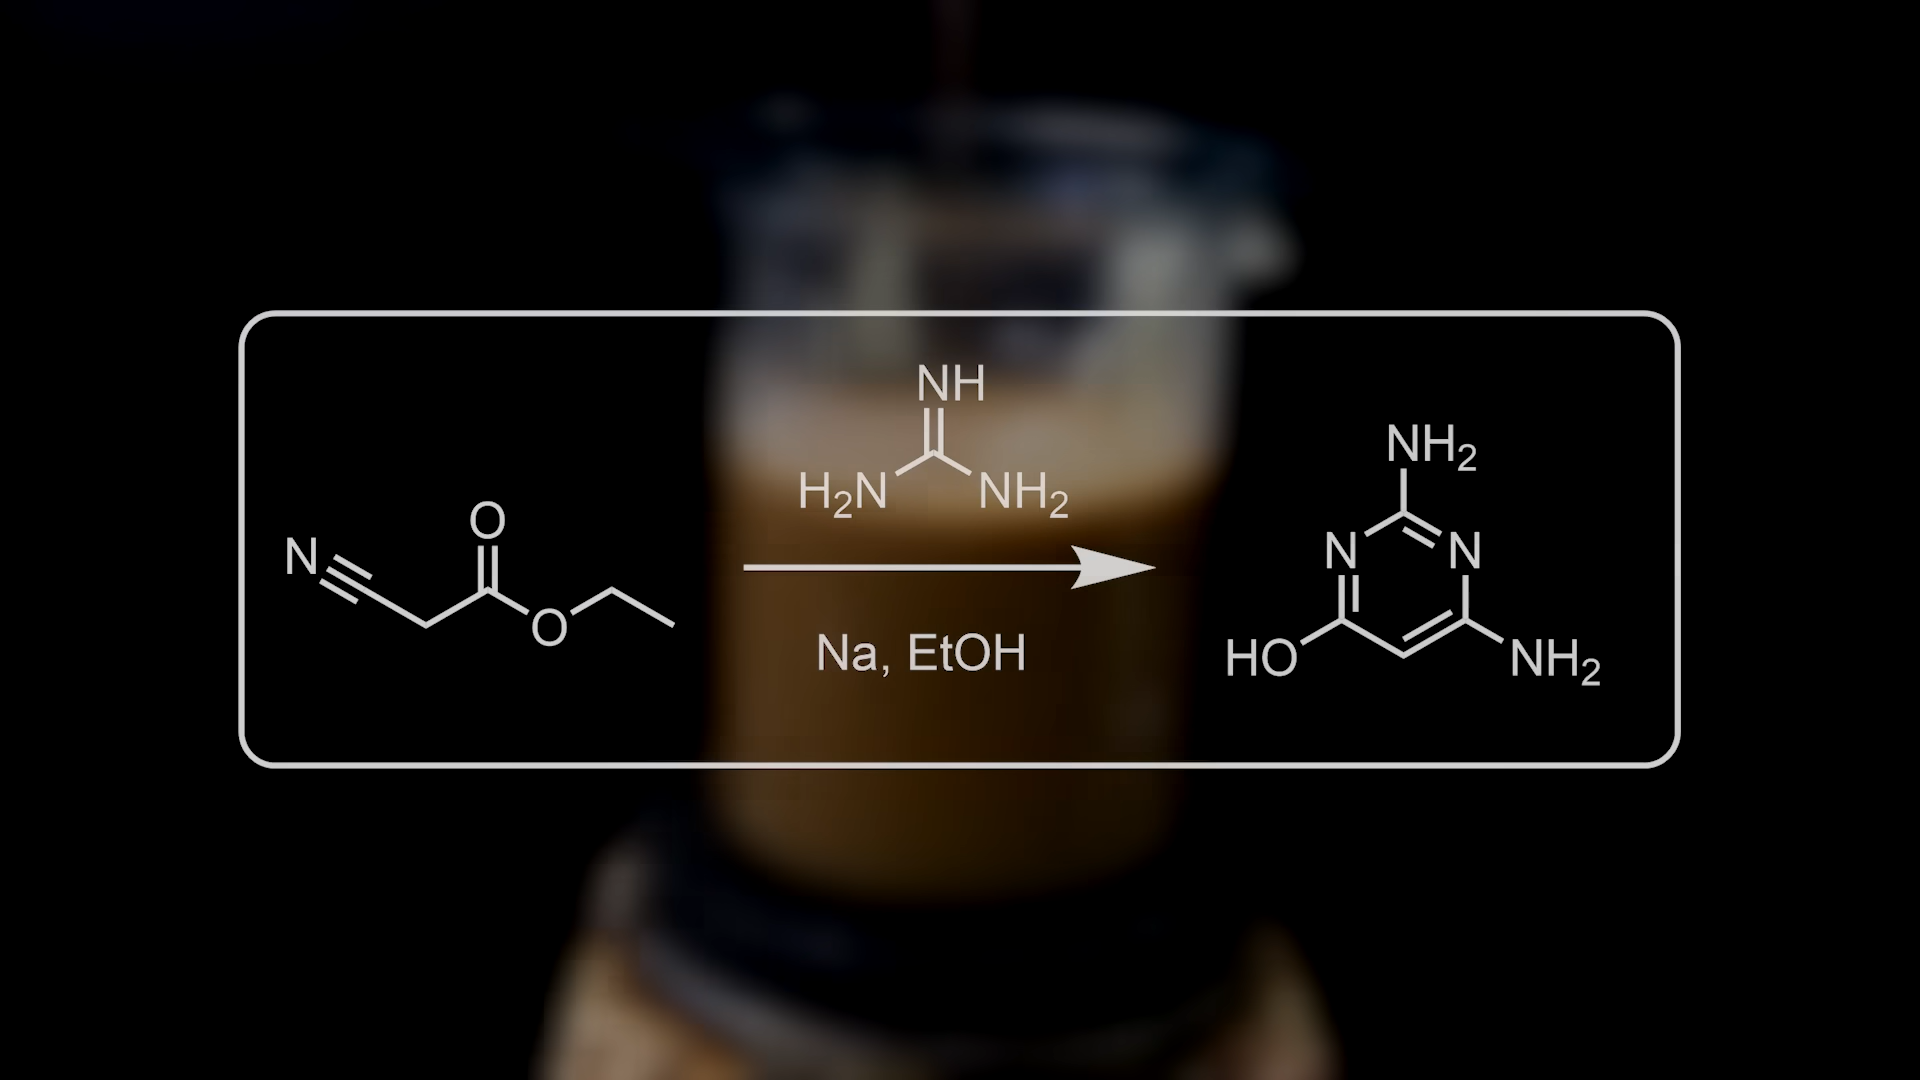 NH
H₂N NH₂
N O O
Na, EtOH
NH₂
N N
HO NH₂